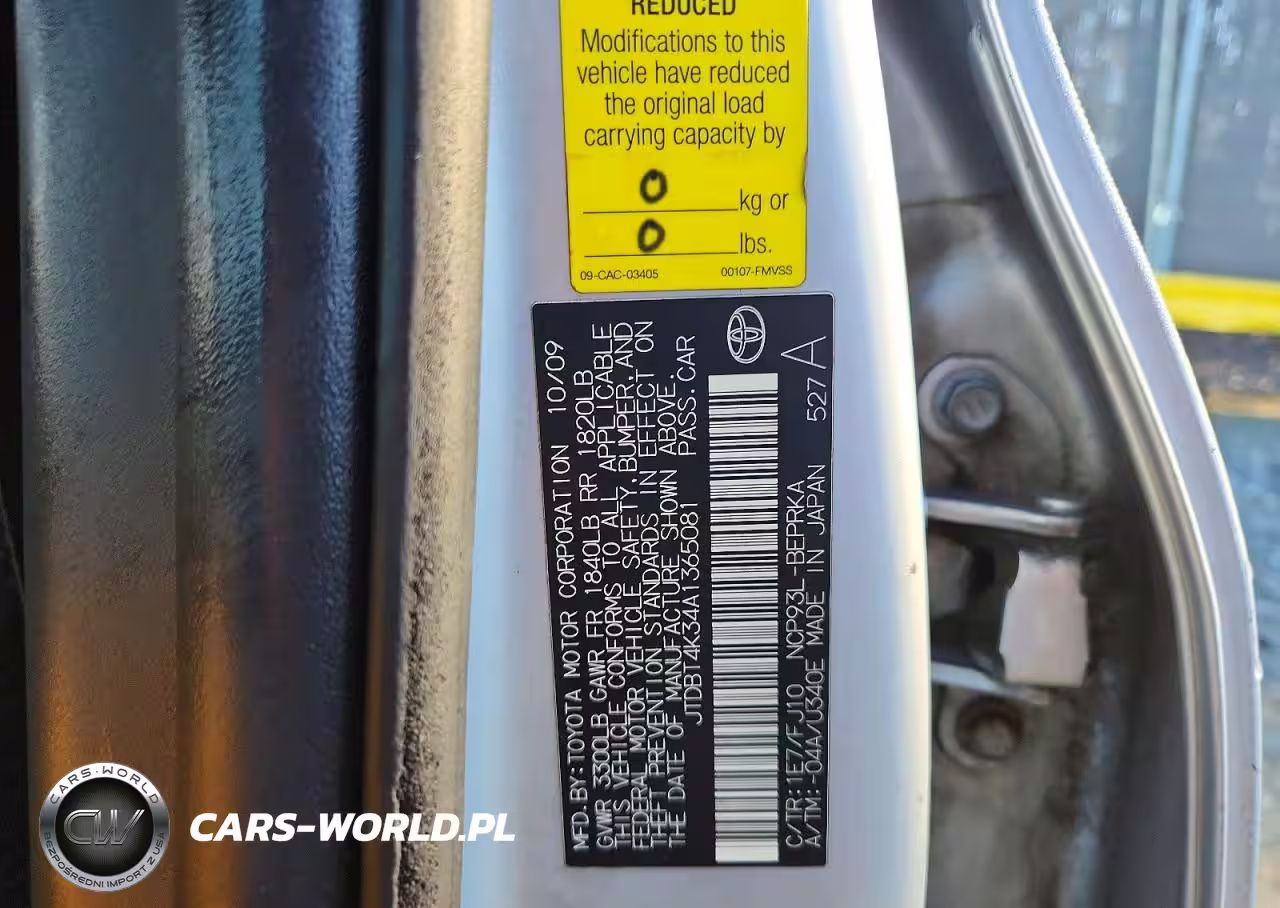 REDUCED
Modifications to this
vehicle have reduced
the original load
carrying capacity by
0 kg or
0 lbs.
09-CAC-03405 00107-FMVSS
MFD.BY:TOYOTA MOTOR CORPORATION 10/09
GVWR 3300LB GAWR FR 1840LB RR 1820LB
THIS VEHICLE CONFORMS TO ALL APPLICABLE
FEDERAL MOTOR VEHICLE SAFETY,BUMPER,AND
THEFT PREVENTION STANDARDS IN EFFECT ON
THE DATE OF MANUFACTURE SHOWN ABOVE.
JTDBT4K34A1365081 PASS.CAR
C/TR:1E7/FJ10 NCP93L-BEPRKA 527 A
A/TM:-04A/U340E MADE IN JAPAN
CARS-WORLD
CW
BEZPOŚREDNI IMPORT Z USA
CARS-WORLD.PL